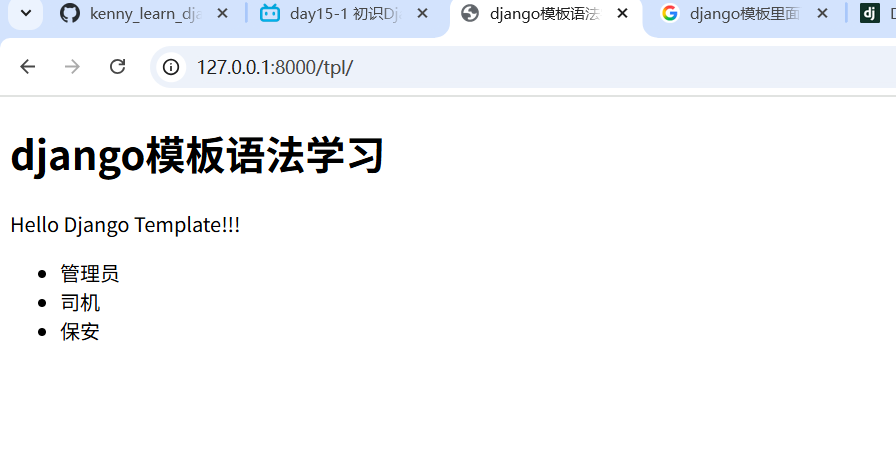 kenny_learn_dja
day15-1 初识Dja
django模板语法
django模板里面
127.0.0.1:8000/tpl/
django模板语法学习
Hello Django Template!!!
管理员
司机
保安